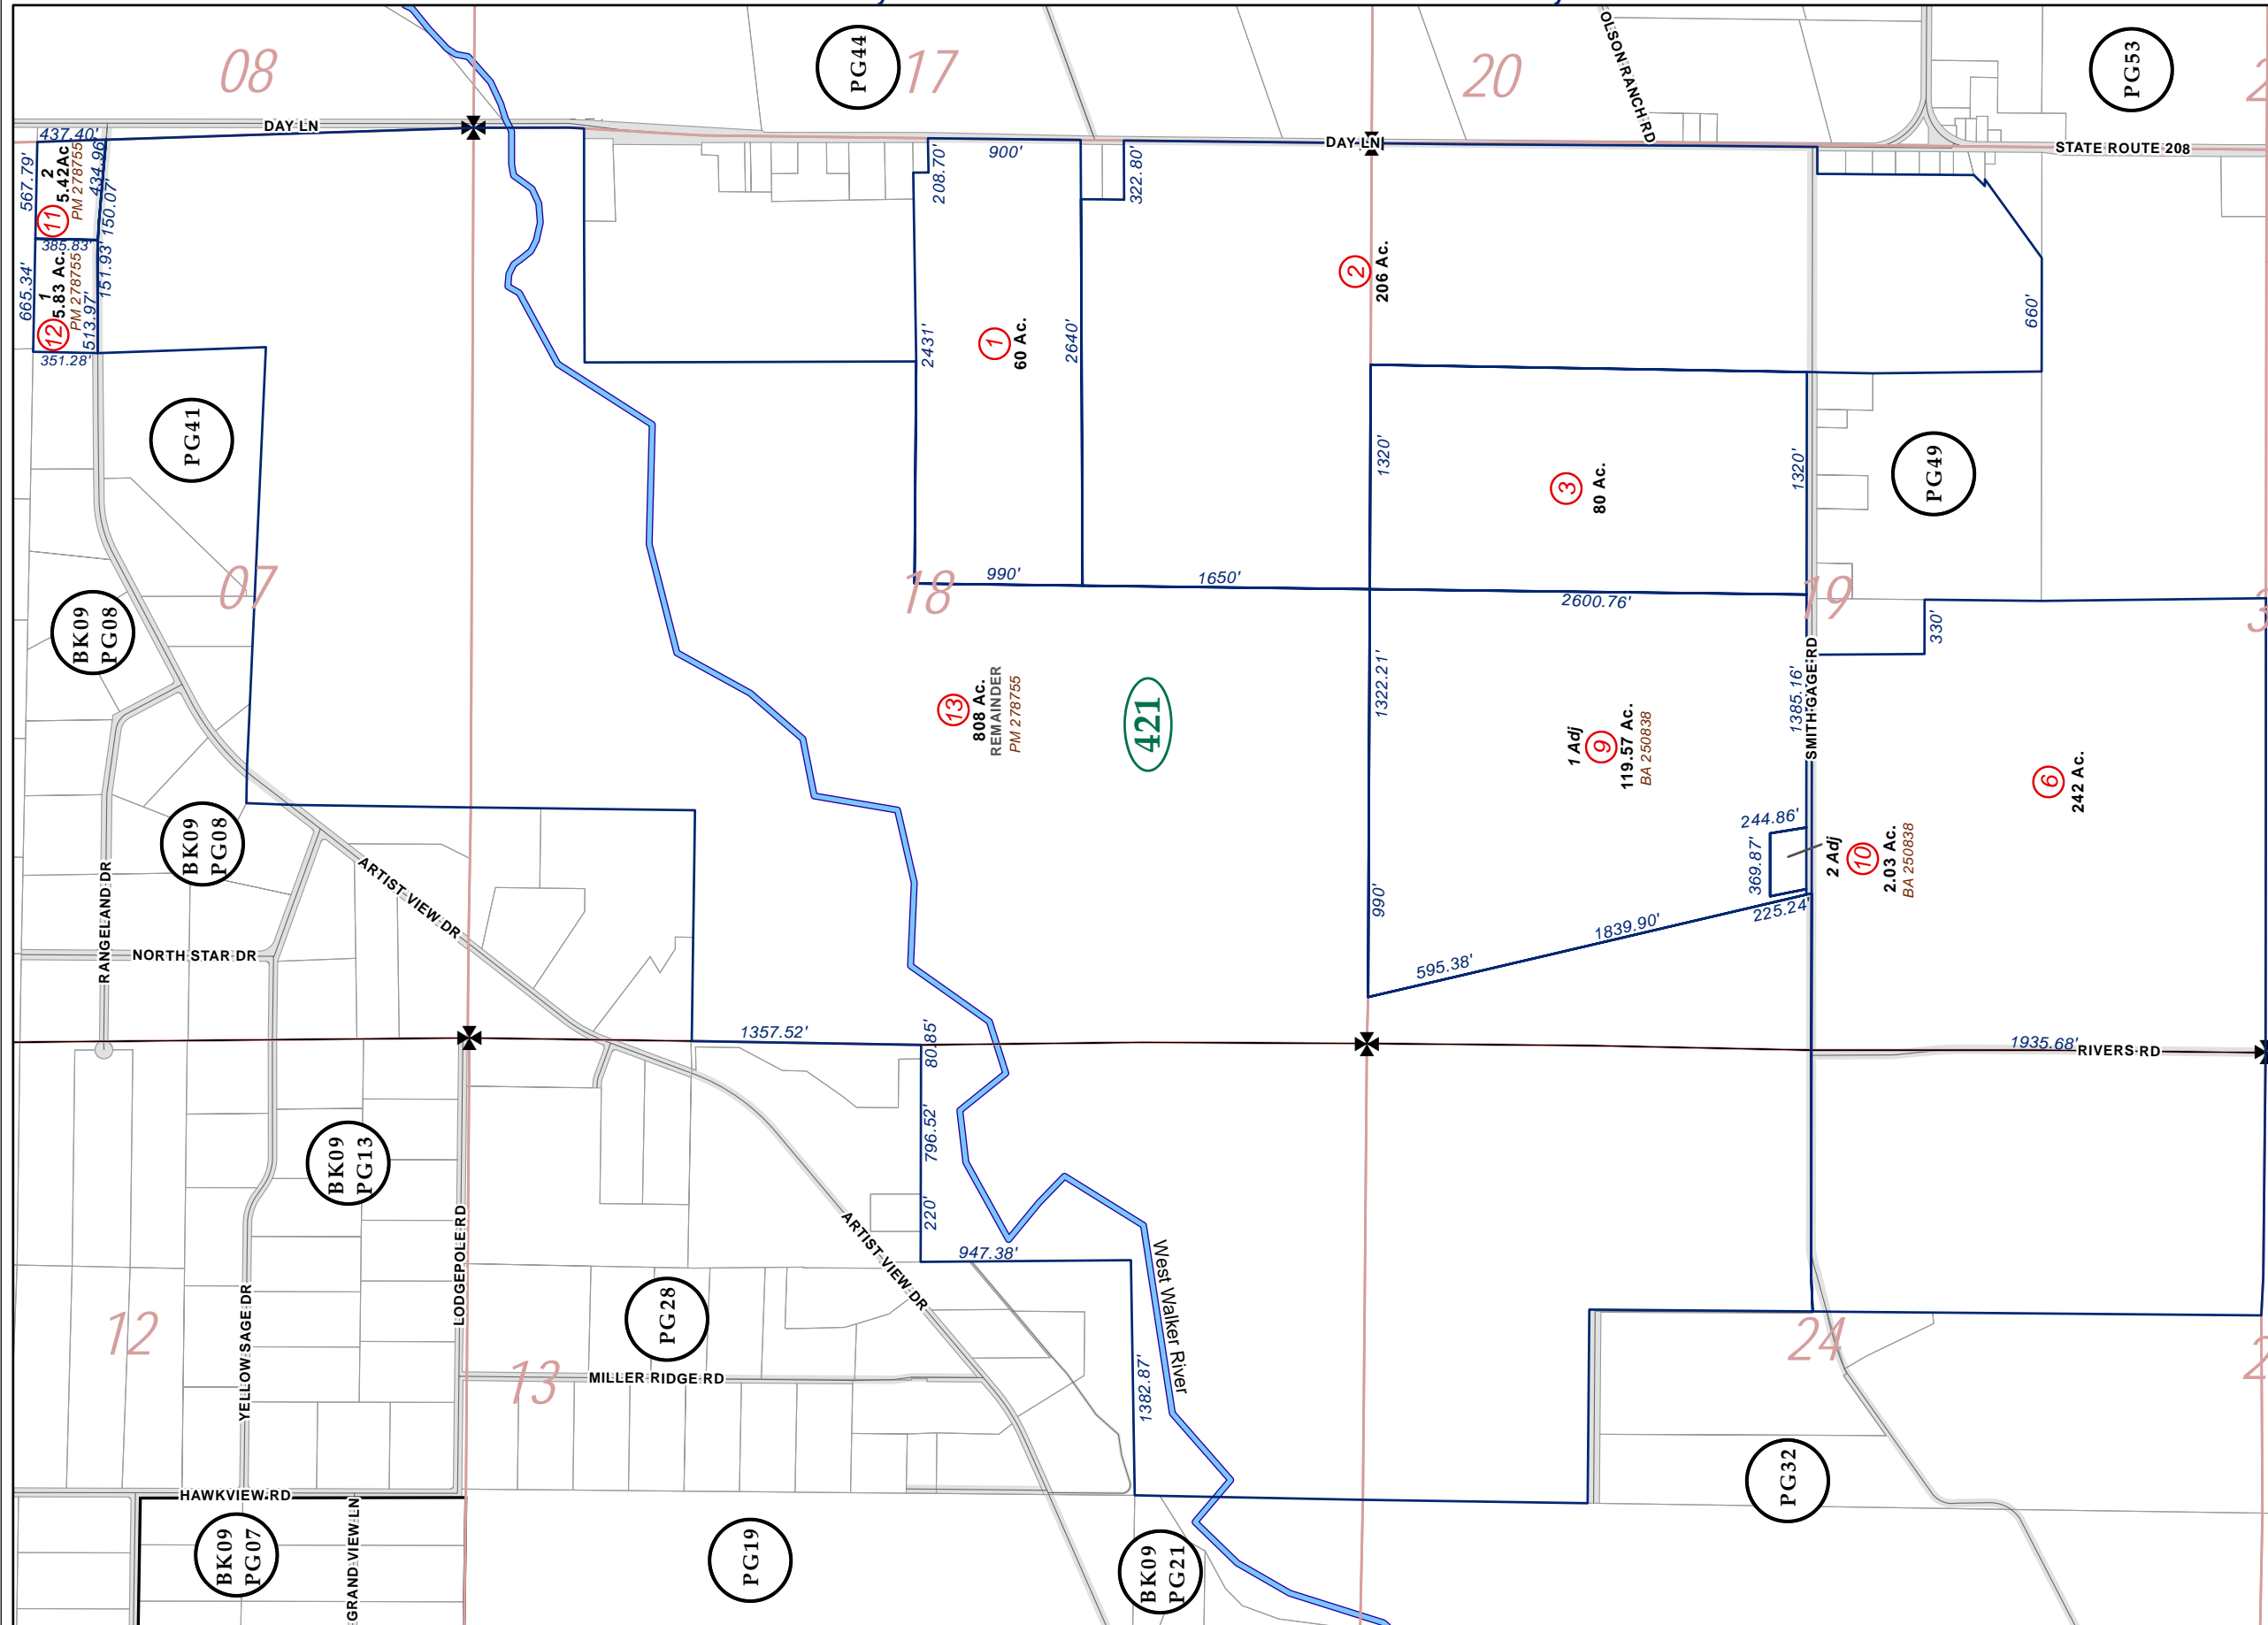 08
PG44
17
20
OLSON RANCH RD
PG53
DAY LN
DAY LN
STATE ROUTE 208
437.40'
567.79'
2
5.42Ac
PM 278755
434.96'
150.07'
11
385.83'
665.34'
1
5.83 Ac.
PM 278755
151.93'
513.97'
12
351.28'
208.70'
900'
322.80'
2431'
1
60 Ac.
2640'
2
206 Ac.
660'
PG41
1320'
3
80 Ac.
1320'
PG49
07
18
990'
1650'
2600.76'
19
330'
BK09
PG08
13
808 Ac.
REMAINDER
PM 278755
421
1322.21'
1 Adj
9
119.57 Ac.
BA 250838
1385.16'
SMITH GAGE RD
6
242 Ac.
BK09
PG08
244.86'
369.87'
2 Adj
10
2.03 Ac.
BA 250838
225.24'
990'
1839.90'
595.38'
RANGELAND DR
ARTIST VIEW DR
NORTH STAR DR
1357.52'
80.85'
1935.68'
RIVERS RD
BK09
PG13
796.52'
220'
LODGEPOLE RD
ARTIST VIEW DR
947.38'
West Walker River
YELLOW SAGE DR
12
13
PG28
MILLER RIDGE RD
1382.87'
24
PG32
HAWKVIEW RD
GRAND VIEW LN
BK09
PG07
PG19
BK09
PG21